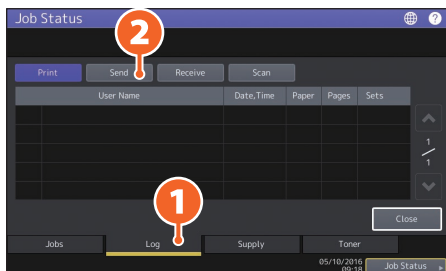 Job Status
?
2
Print Send Receive Scan
User Name Date,Time Paper Pages Sets
1
1
1
Close
Jobs Log Supply Toner
05/10/2016
09:18
Job Status